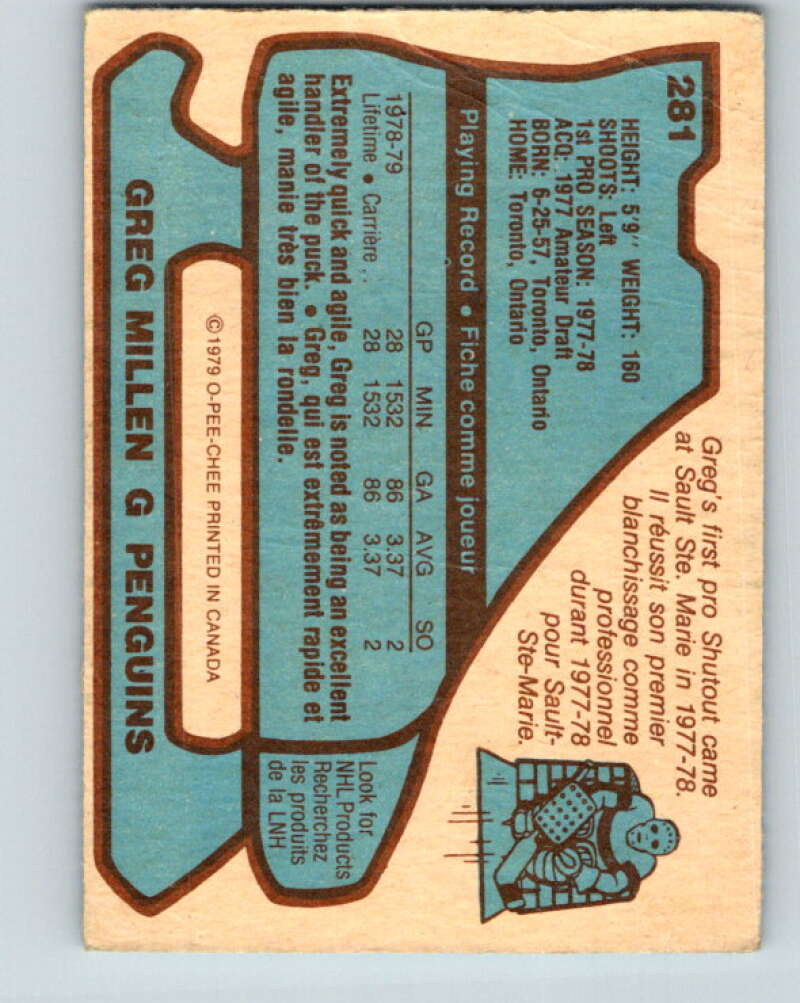 281
HEIGHT: 5'9" WEIGHT: 160
SHOOTS: Left
1st PRO SEASON: 1977-78
ACQ: 1977 Amateur Draft
BORN: 6-25-57, Toronto, Ontario
HOME: Toronto, Ontario
Greg's first pro Shutout came
at Sault Ste. Marie in 1977-78.
Il réussit son premier
blanchissage comme
professionnel
durant 1977-78
pour Sault-
Ste-Marie.
Playing Record • Fiche comme joueur
GP MIN GA AVG SO
1978-79 28 1532 86 3.37 2
Lifetime • Carrière . . 28 1532 86 3.37 2
Extremely quick and agile, Greg is noted as being an excellent
handler of the puck. • Greg, qui est extrêmement rapide et
agile, manie très bien la rondelle.
Look for
NHL Products
Recherchez
les produits
de la LNH
©1979 O-PEE-CHEE PRINTED IN CANADA
GREG MILLEN G PENGUINS